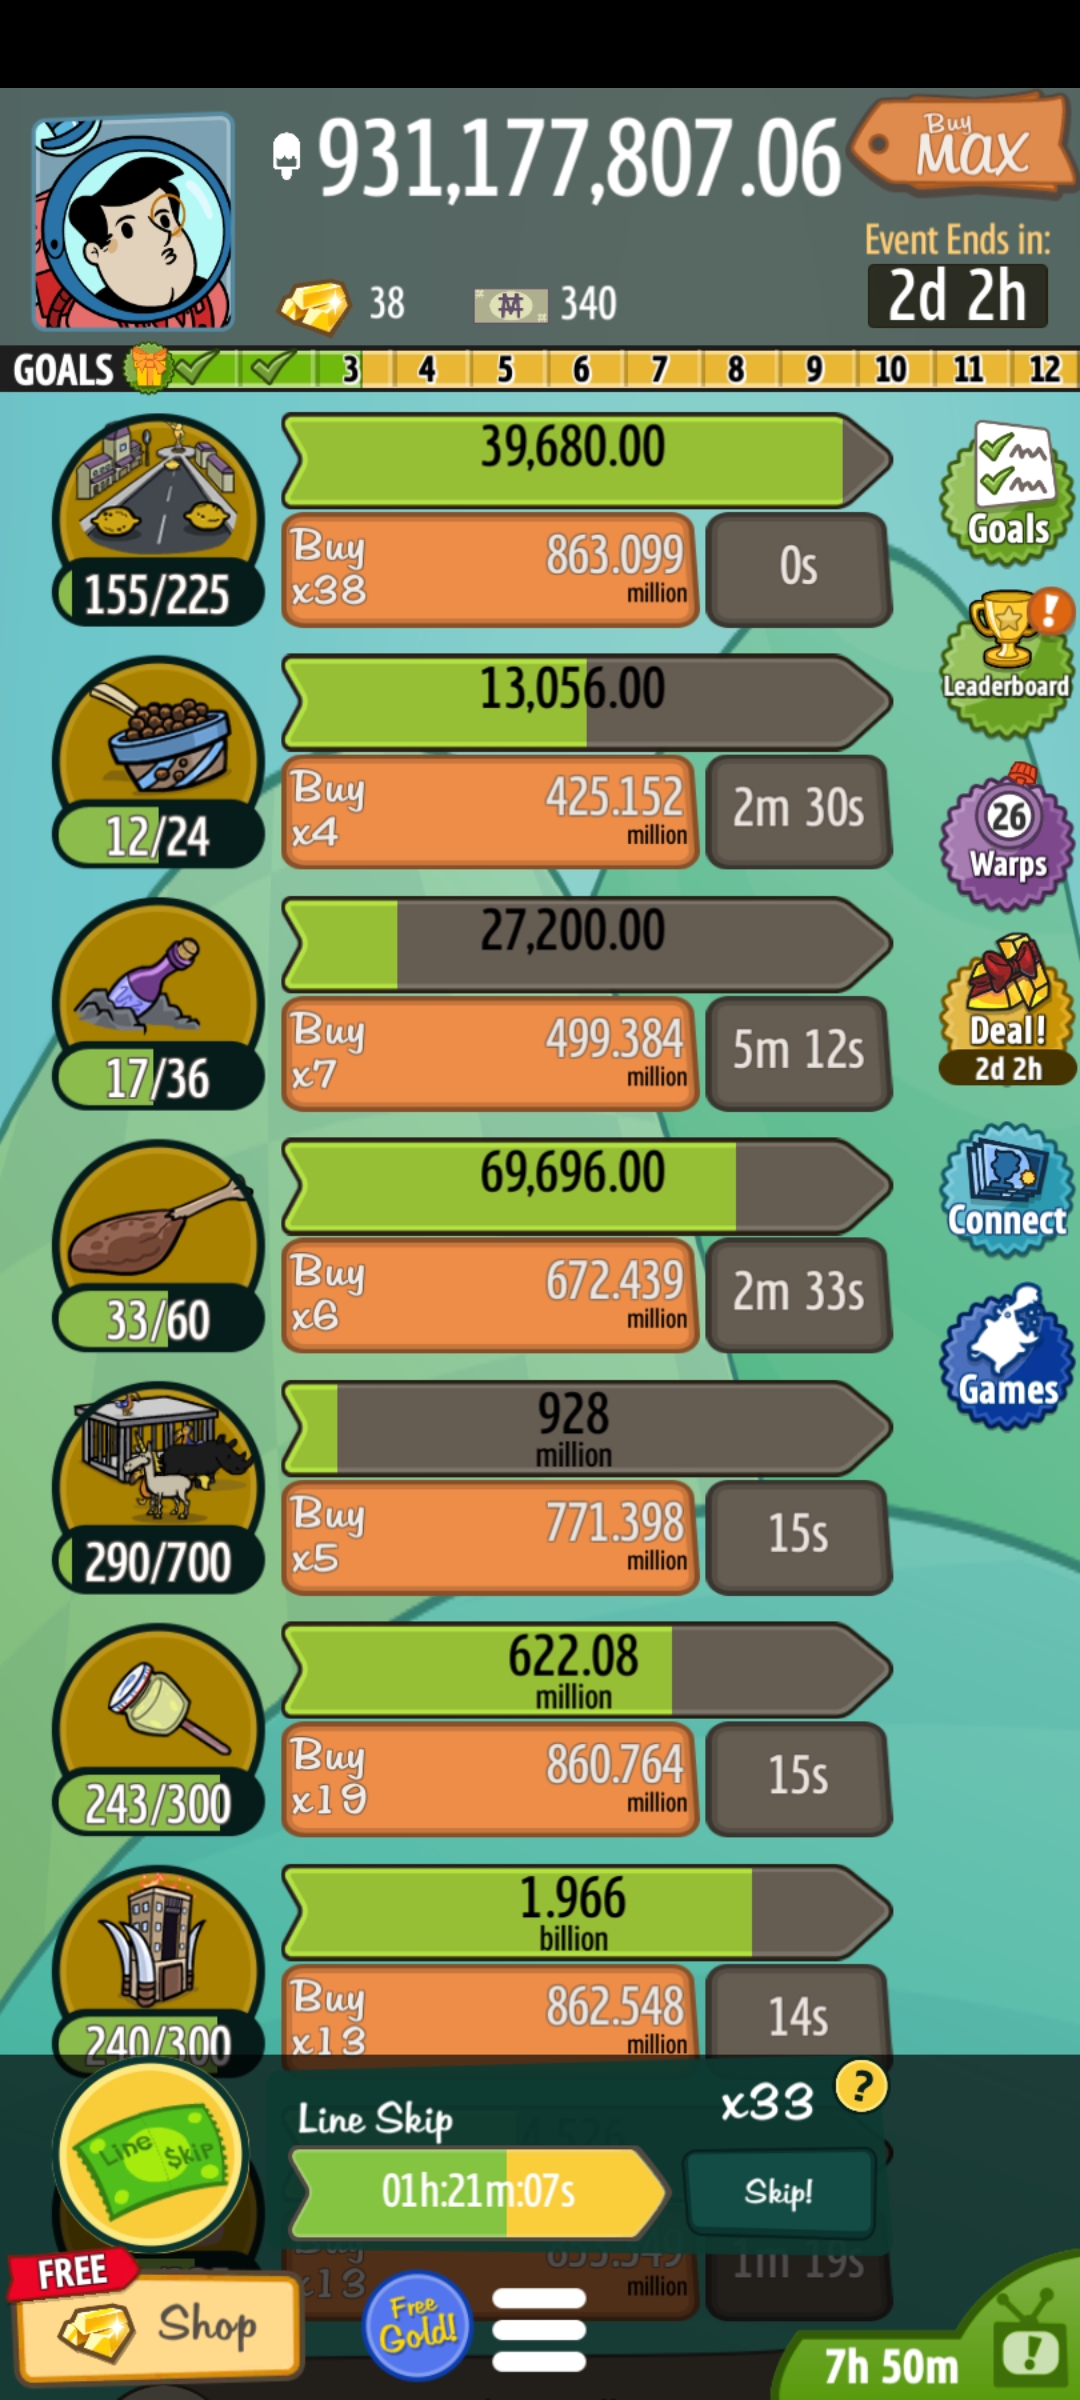 931,177,807.06
Buy
MAX
Event Ends in:
2d 2h
38
340
GOALS 3 4 5 6 7 8 9 10 11 12
39,680.00
155/225
Buy
x38
863.099
million
0s
Goals
Leaderboard
13,056.00
12/24
Buy
x4
425.152
million
2m 30s
26
Warps
27,200.00
17/36
Buy
x7
499.384
million
5m 12s
Deal!
2d 2h
69,696.00
33/60
Buy
x6
672.439
million
2m 33s
Connect
Games
928
million
290/700
Buy
x5
771.398
million
15s
622.08
million
243/300
Buy
x19
860.764
million
15s
1.966
billion
240/300
Buy
x13
862.548
million
14s
Line Skip
Line Skip
x33
?
01h:21m:07s
Skip!
Buy
x13
million
1m 19s
FREE
Shop
Free
Gold!
7h 50m